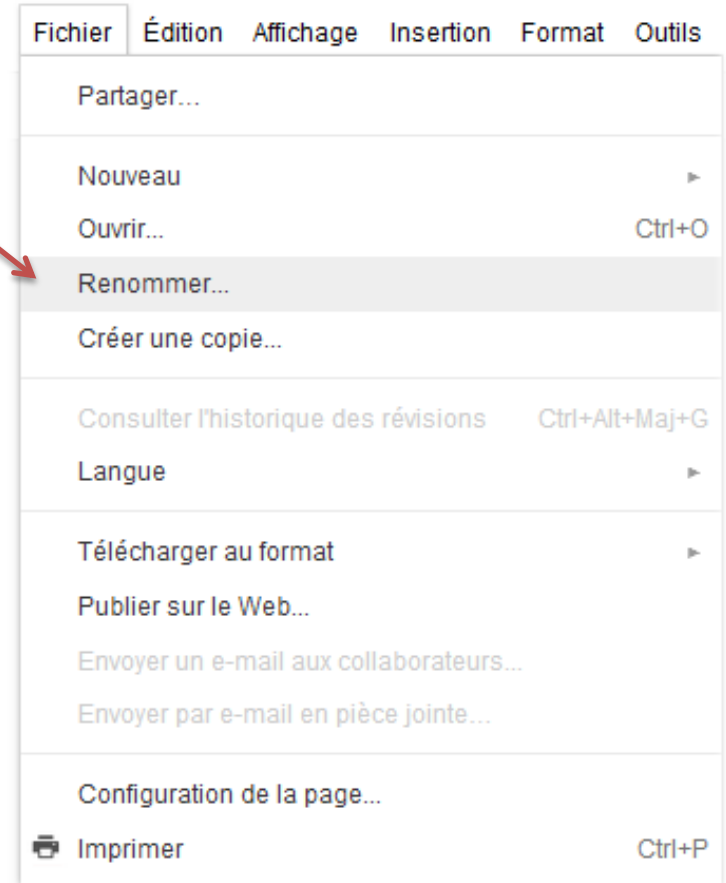 Fichier Édition Affichage Insertion Format Outils
Partager...
Nouveau
Ouvrir... Ctrl+O
Renommer...
Créer une copie...
Consulter l'historique des révisions Ctrl+Alt+Maj+G
Langue
Télécharger au format
Publier sur le Web...
Envoyer un e-mail aux collaborateurs...
Envoyer par e-mail en pièce jointe...
Configuration de la page...
Imprimer Ctrl+P